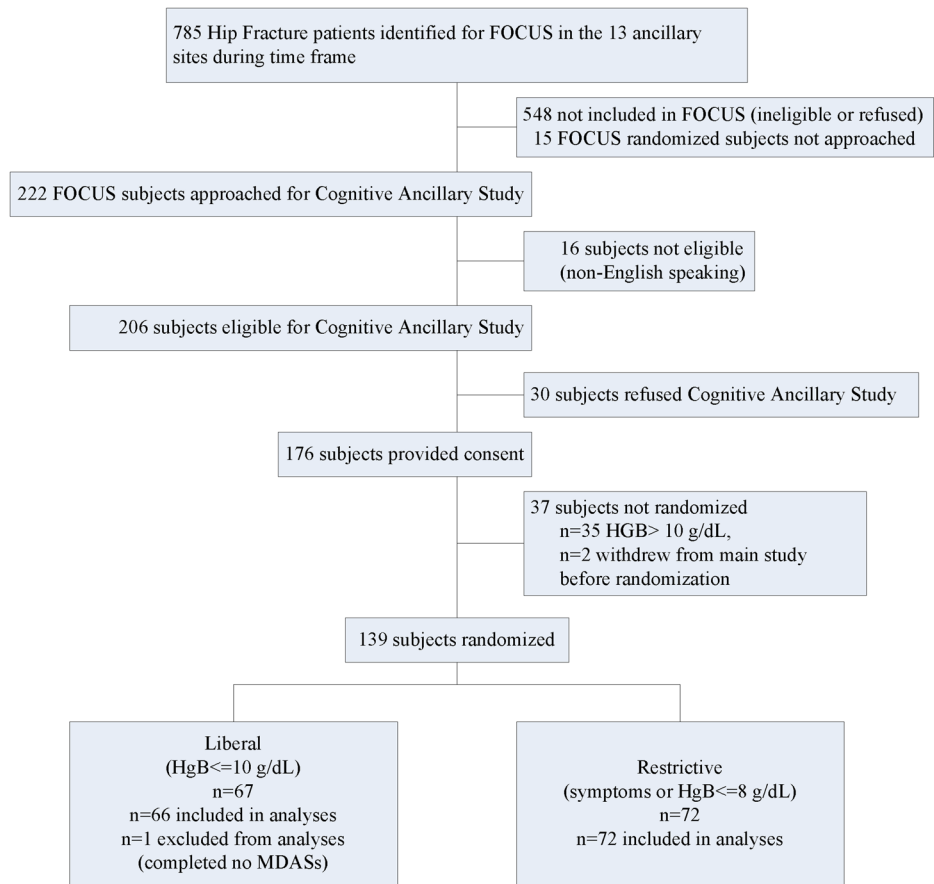 785 Hip Fracture patients identified for FOCUS in the 13 ancillary
sites during time frame
548 not included in FOCUS (ineligible or refused)
15 FOCUS randomized subjects not approached
222 FOCUS subjects approached for Cognitive Ancillary Study
16 subjects not eligible
(non-English speaking)
206 subjects eligible for Cognitive Ancillary Study
30 subjects refused Cognitive Ancillary Study
176 subjects provided consent
37 subjects not randomized
n=35 HGB> 10 g/dL,
n=2 withdrew from main study
before randomization
139 subjects randomized
Liberal
(HgB<=10 g/dL)
n=67
n=66 included in analyses
n=1 excluded from analyses
(completed no MDASs)
Restrictive
(symptoms or HgB<=8 g/dL)
n=72
n=72 included in analyses